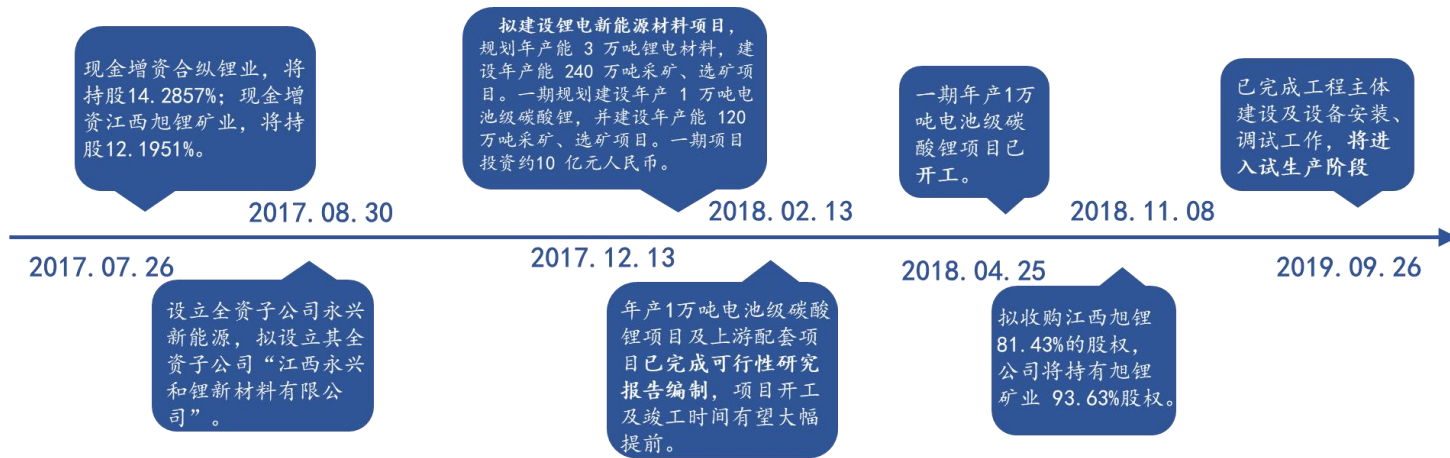 现金增资合纵锂业，将
持股14.2857%；现金增
资江西旭锂矿业，将持
股12.1951%。
2017.07.26
2017.08.30
设立全资子公司永兴
新能源，拟设立其全
资子公司“江西永兴
和锂新材料有限公
司”。
拟建设锂电新能源材料项目，
规划年产能 3 万吨锂电材料，建
设年产能 240 万吨采矿、选矿项
目。一期规划建设年产 1 万吨电
池级碳酸锂，并建设年产能 120
万吨采矿、选矿项目。一期项目
投资约10 亿元人民币。
2017.12.13
2018.02.13
年产1万吨电池级碳酸
锂项目及上游配套项
目已完成可行性研究
报告编制，项目开工
及竣工时间有望大幅
提前。
一期年产1万
吨电池级碳
酸锂项目已
开工。
2018.04.25
2018.11.08
拟收购江西旭锂
81.43%的股权，
公司将持有旭锂
矿业 93.63%股权。
已完成工程主体
建设及设备安装、
调试工作，将进
入试生产阶段
2019.09.26